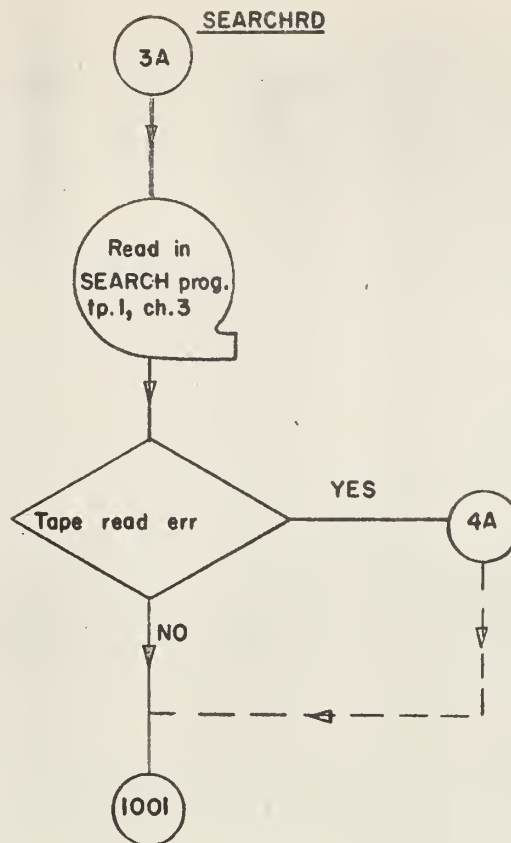 SEARCHRD
3A
Read in
SEARCH prog.
tp.1, ch.3
Tape read err
YES
4A
NO
1001